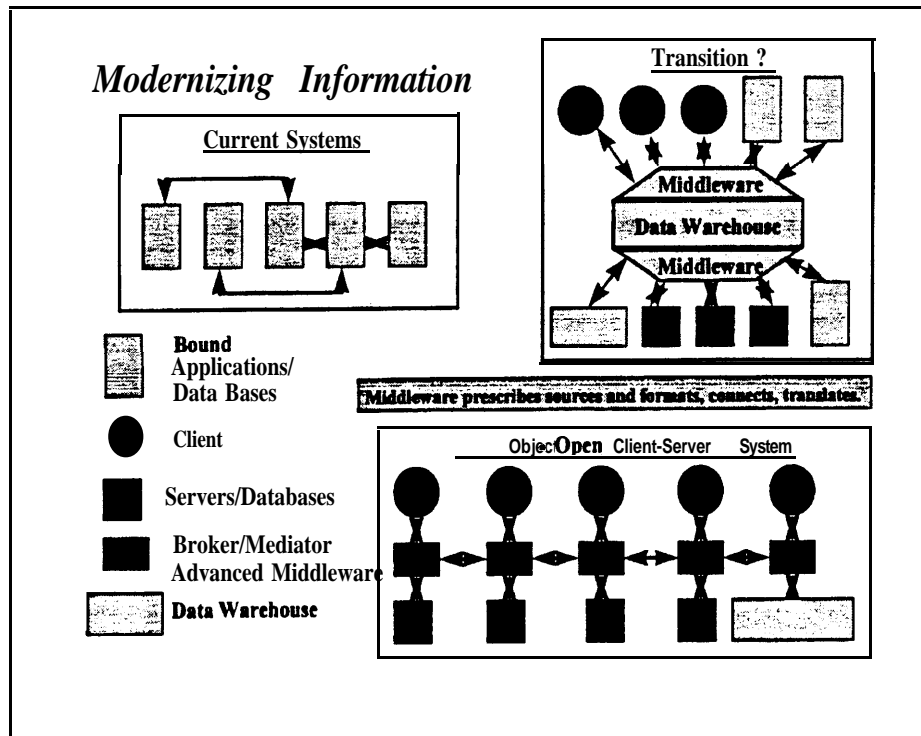 Modernizing Information
Current Systems
Transition ?
Middleware
Data Warehouse
Middleware
Bound
Applications/
Data Bases
Client
Servers/Databases
Broker/Mediator
Advanced Middleware
Data Warehouse
Middleware prescribes sources and formats, connects, translates.
Object-Open Client-Server System